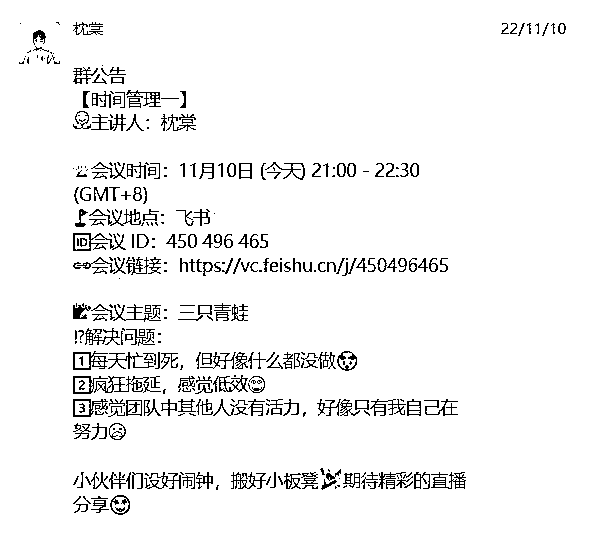 枕棠
22/11/10
群公告
【时间管理一】
主讲人：枕棠
会议时间：11月10日 (今天) 21:00 - 22:30
(GMT+8)
会议地点：飞书
🆔会议 ID：450 496 465
会议链接：https://vc.feishu.cn/j/450496465
会议主题：三只青蛙
⁉解决问题：
1️⃣每天忙到死，但好像什么都没做😰
2️⃣疯狂拖延，感觉低效🙄
3️⃣感觉团队中其他人没有活力，好像只有我自己在
努力😢
小伙伴们设好闹钟，搬好小板凳🎉期待精彩的直播
分享😍